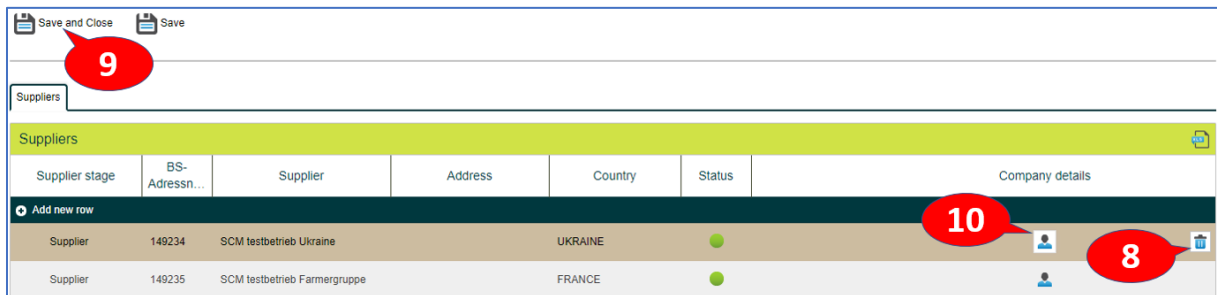 Save and Close Save
9
Suppliers
Suppliers
Supplier stage BS-Adressn... Supplier Address Country Status Company details
Add new row
10
Supplier 149234 SCM testbetrieb Ukraine UKRAINE
8
Supplier 149235 SCM testbetrieb Farmergruppe FRANCE